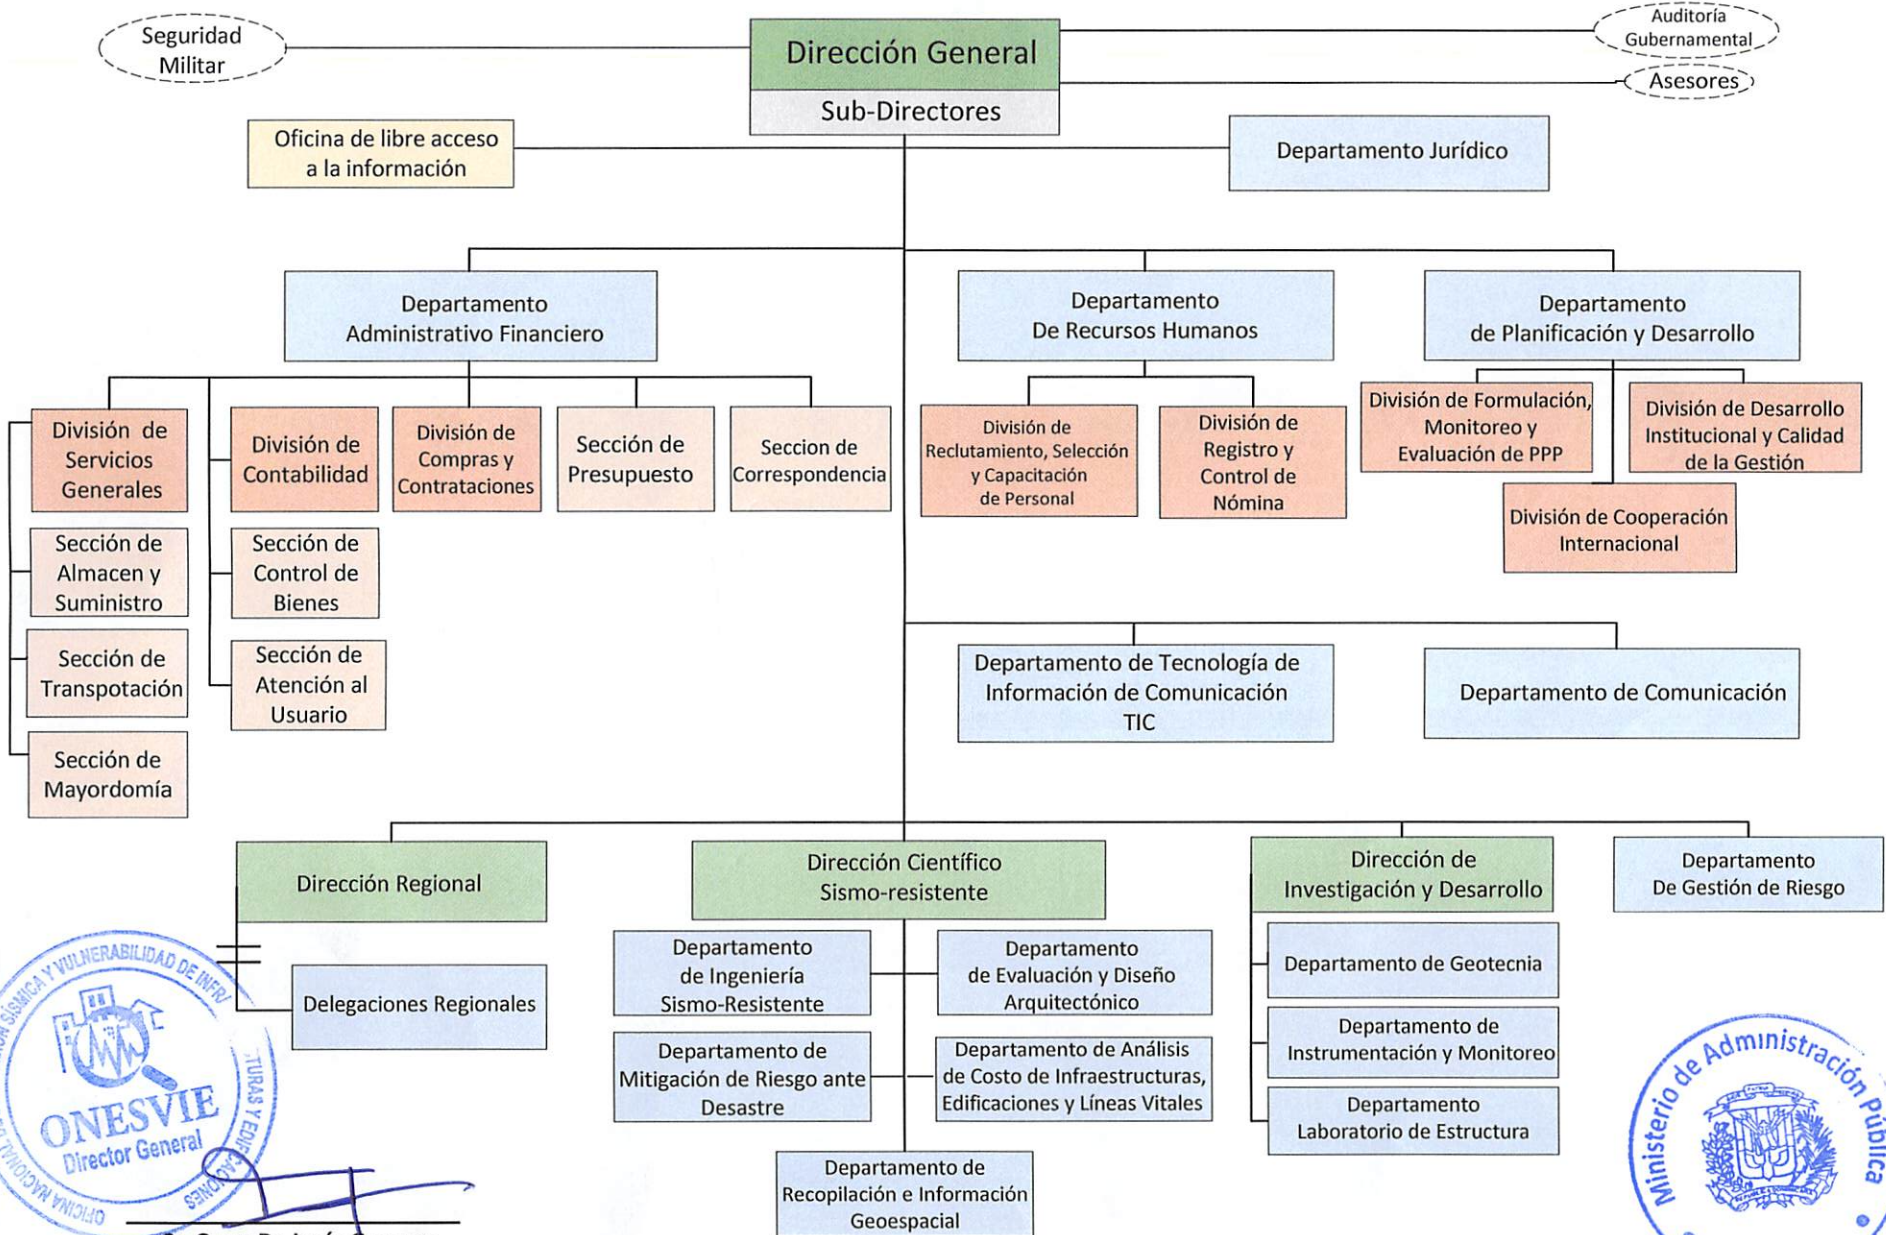 Seguridad
Militar
Dirección General
Sub-Directores
Auditoría
Gubernamental
Asesores
Oficina de libre acceso
a la información
Departamento Jurídico
Departamento
Administrativo Financiero
Departamento
De Recursos Humanos
Departamento
de Planificación y Desarrollo
División de
Servicios
Generales
División de
Contabilidad
División de
Compras y
Contrataciones
Sección de
Presupuesto
Seccion de
Correspondencia
División de
Reclutamiento, Selección
y Capacitación
de Personal
División de
Registro y
Control de
Nómina
División de Formulación,
Monitoreo y
Evaluación de PPP
División de Desarrollo
Institucional y Calidad
de la Gestión
División de Cooperación
Internacional
Sección de
Almacen y
Suministro
Sección de
Control de
Bienes
Sección de
Transpotación
Sección de
Atención al
Usuario
Sección de
Mayordomía
Departamento de Tecnología de
Información de Comunicación
TIC
Departamento de Comunicación
Dirección Regional
Dirección Científico
Sismo-resistente
Dirección de
Investigación y Desarrollo
Departamento
De Gestión de Riesgo
Delegaciones Regionales
Departamento
de Ingeniería
Sismo-Resistente
Departamento
de Evaluación y Diseño
Arquitectónico
Departamento de
Mitigación de Riesgo ante
Desastre
Departamento de Análisis
de Costo de Infraestructuras,
Edificaciones y Líneas Vitales
Departamento de
Recopilación e Información
Geoespacial
Departamento de Geotecnia
Departamento de
Instrumentación y Monitoreo
Departamento
Laboratorio de Estructura
OFICINA NACIONAL
SÍSMICA Y VULNERABILIDAD DE INFR
TURAS Y EDIFICACIONES
ONESVIE
Director General
Ministerio de Administración Pública